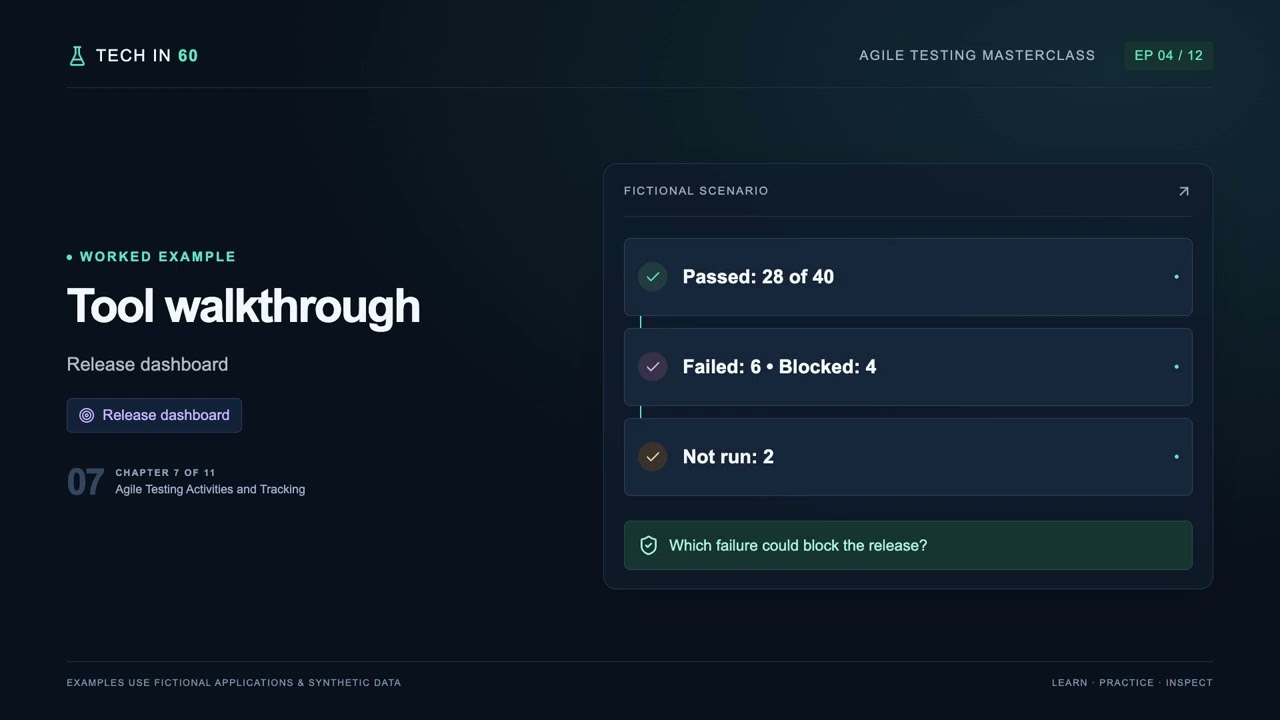 TECH IN 60
AGILE TESTING MASTERCLASS
EP 04 / 12
WORKED EXAMPLE
Tool walkthrough
Release dashboard
Release dashboard
07
CHAPTER 7 OF 11
Agile Testing Activities and Tracking
FICTIONAL SCENARIO
Passed: 28 of 40
Failed: 6 • Blocked: 4
Not run: 2
Which failure could block the release?
EXAMPLES USE FICTIONAL APPLICATIONS & SYNTHETIC DATA
LEARN · PRACTICE · INSPECT